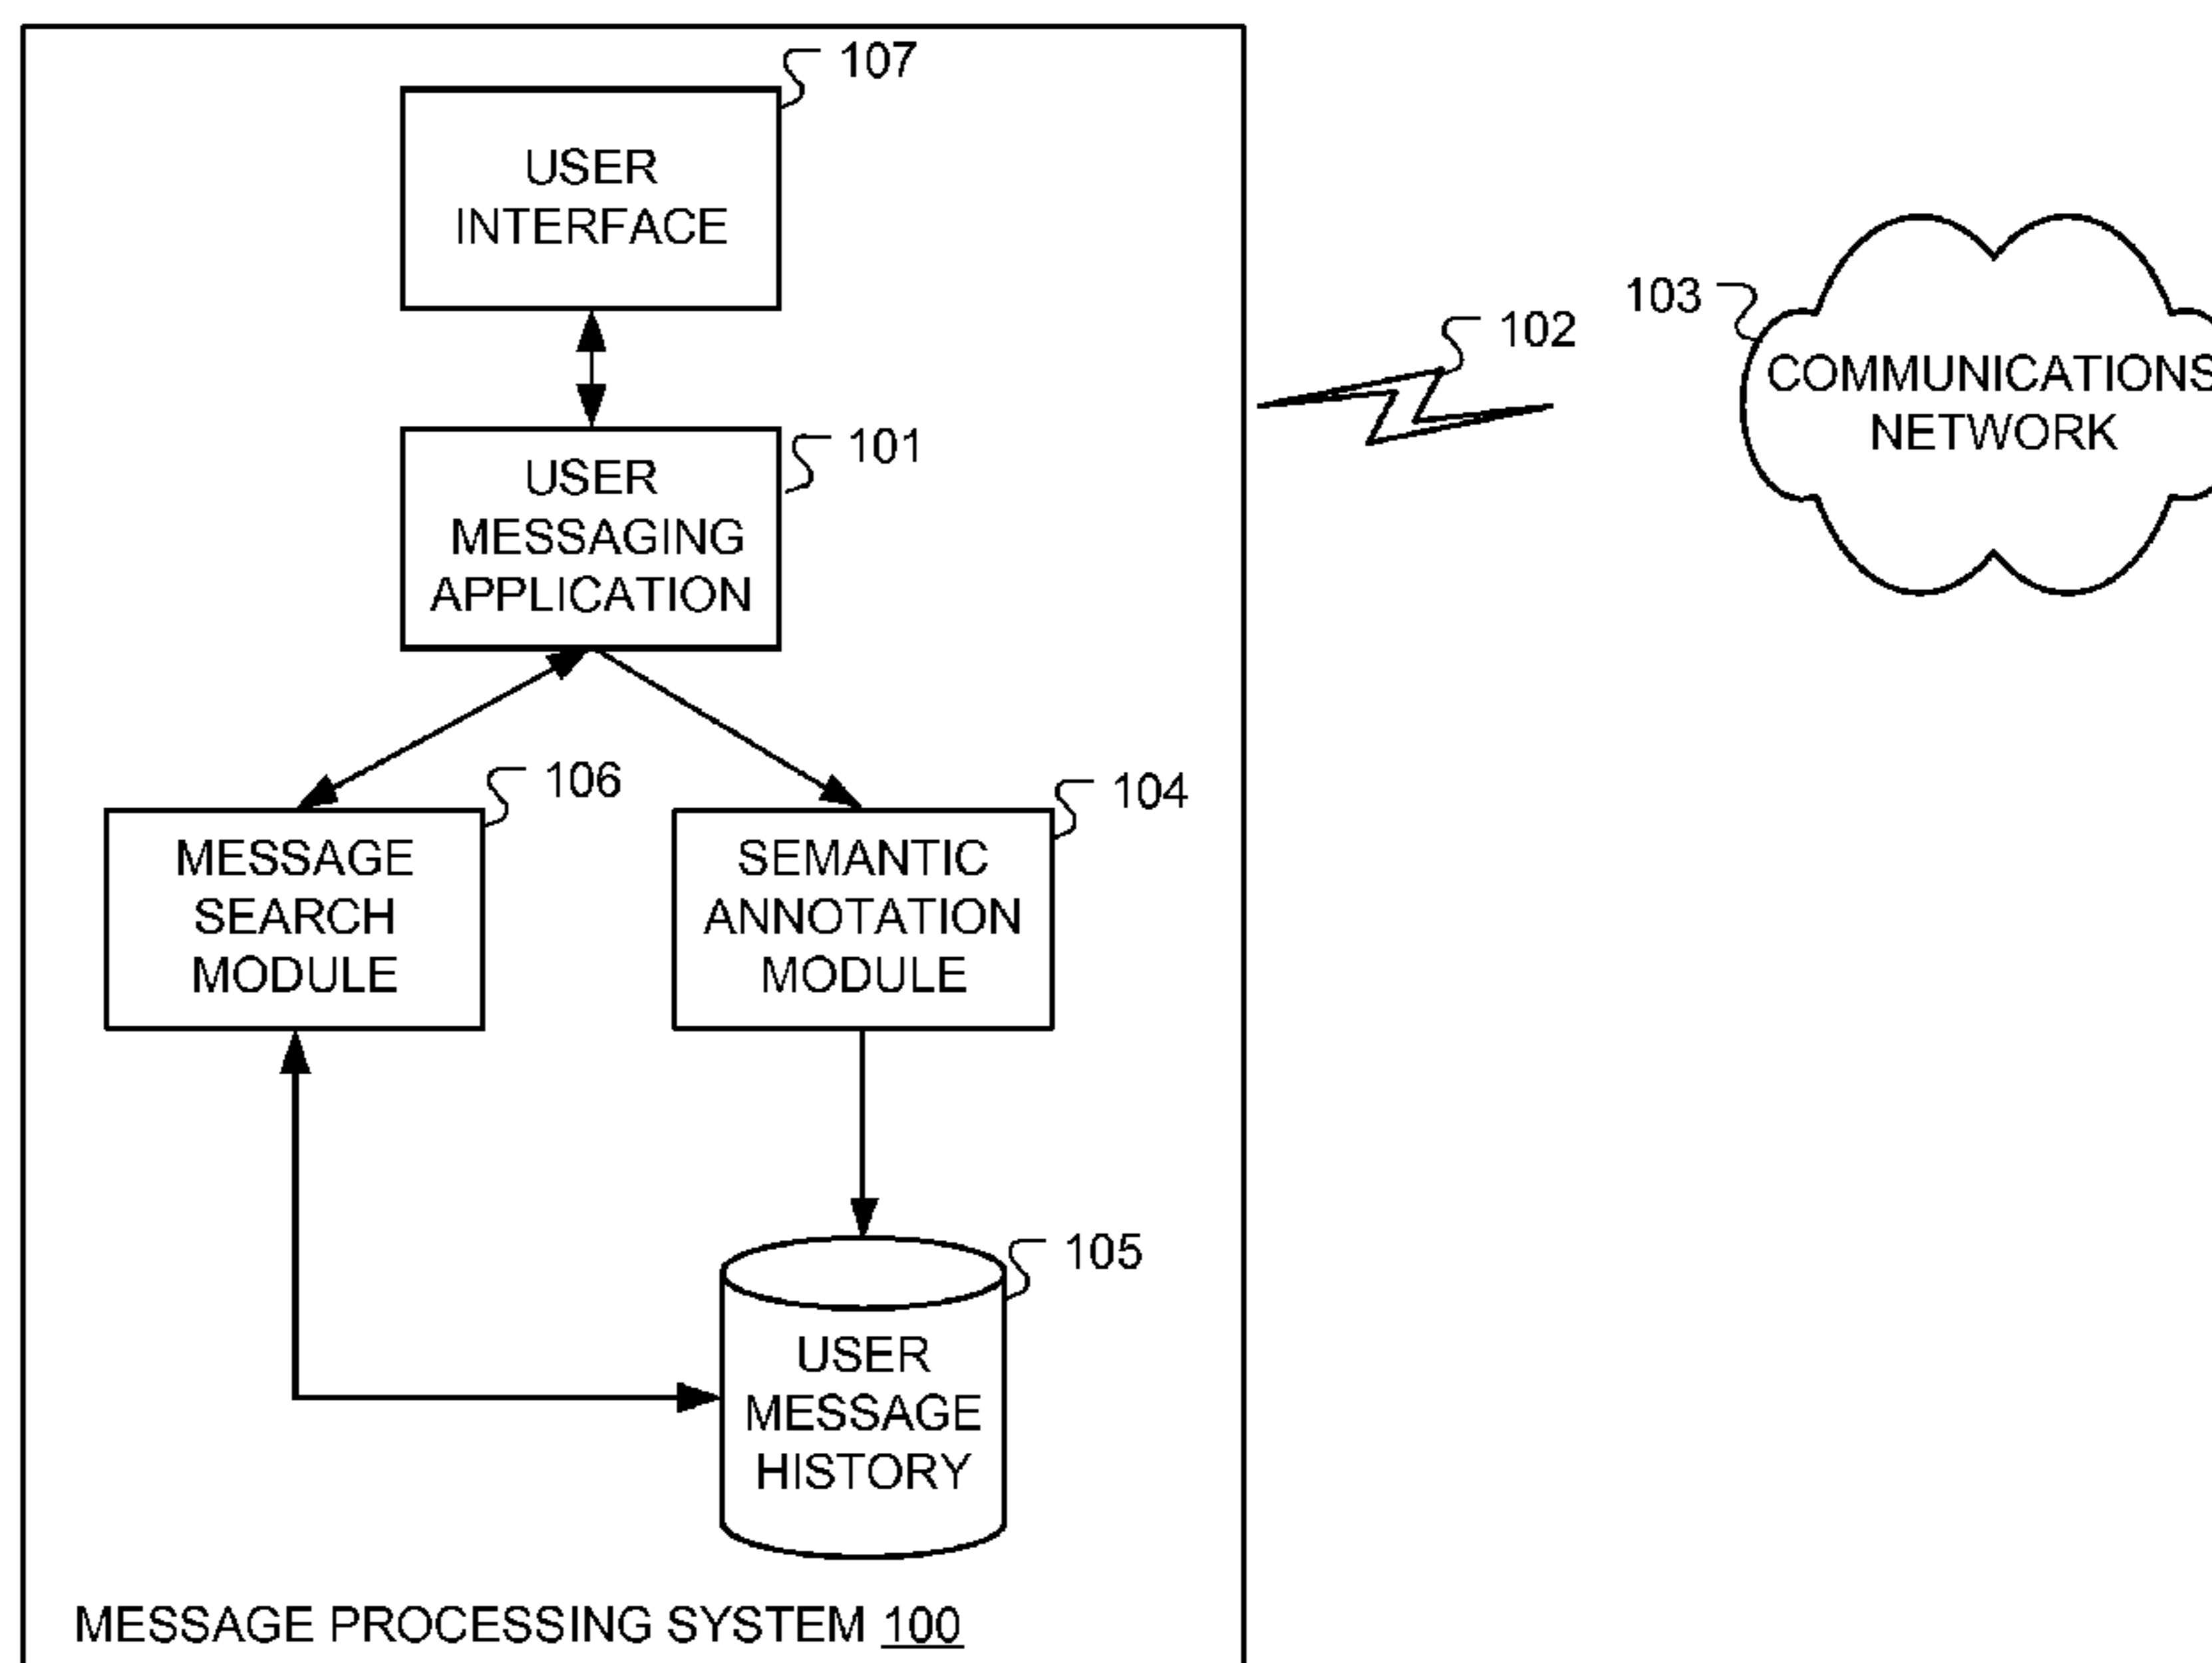 107
USER
INTERFACE
103
102
COMMUNICATIONS
NETWORK
101
USER
MESSAGING
APPLICATION
106
104
MESSAGE
SEARCH
MODULE
SEMANTIC
ANNOTATION
MODULE
105
USER
MESSAGE
HISTORY
MESSAGE PROCESSING SYSTEM 100